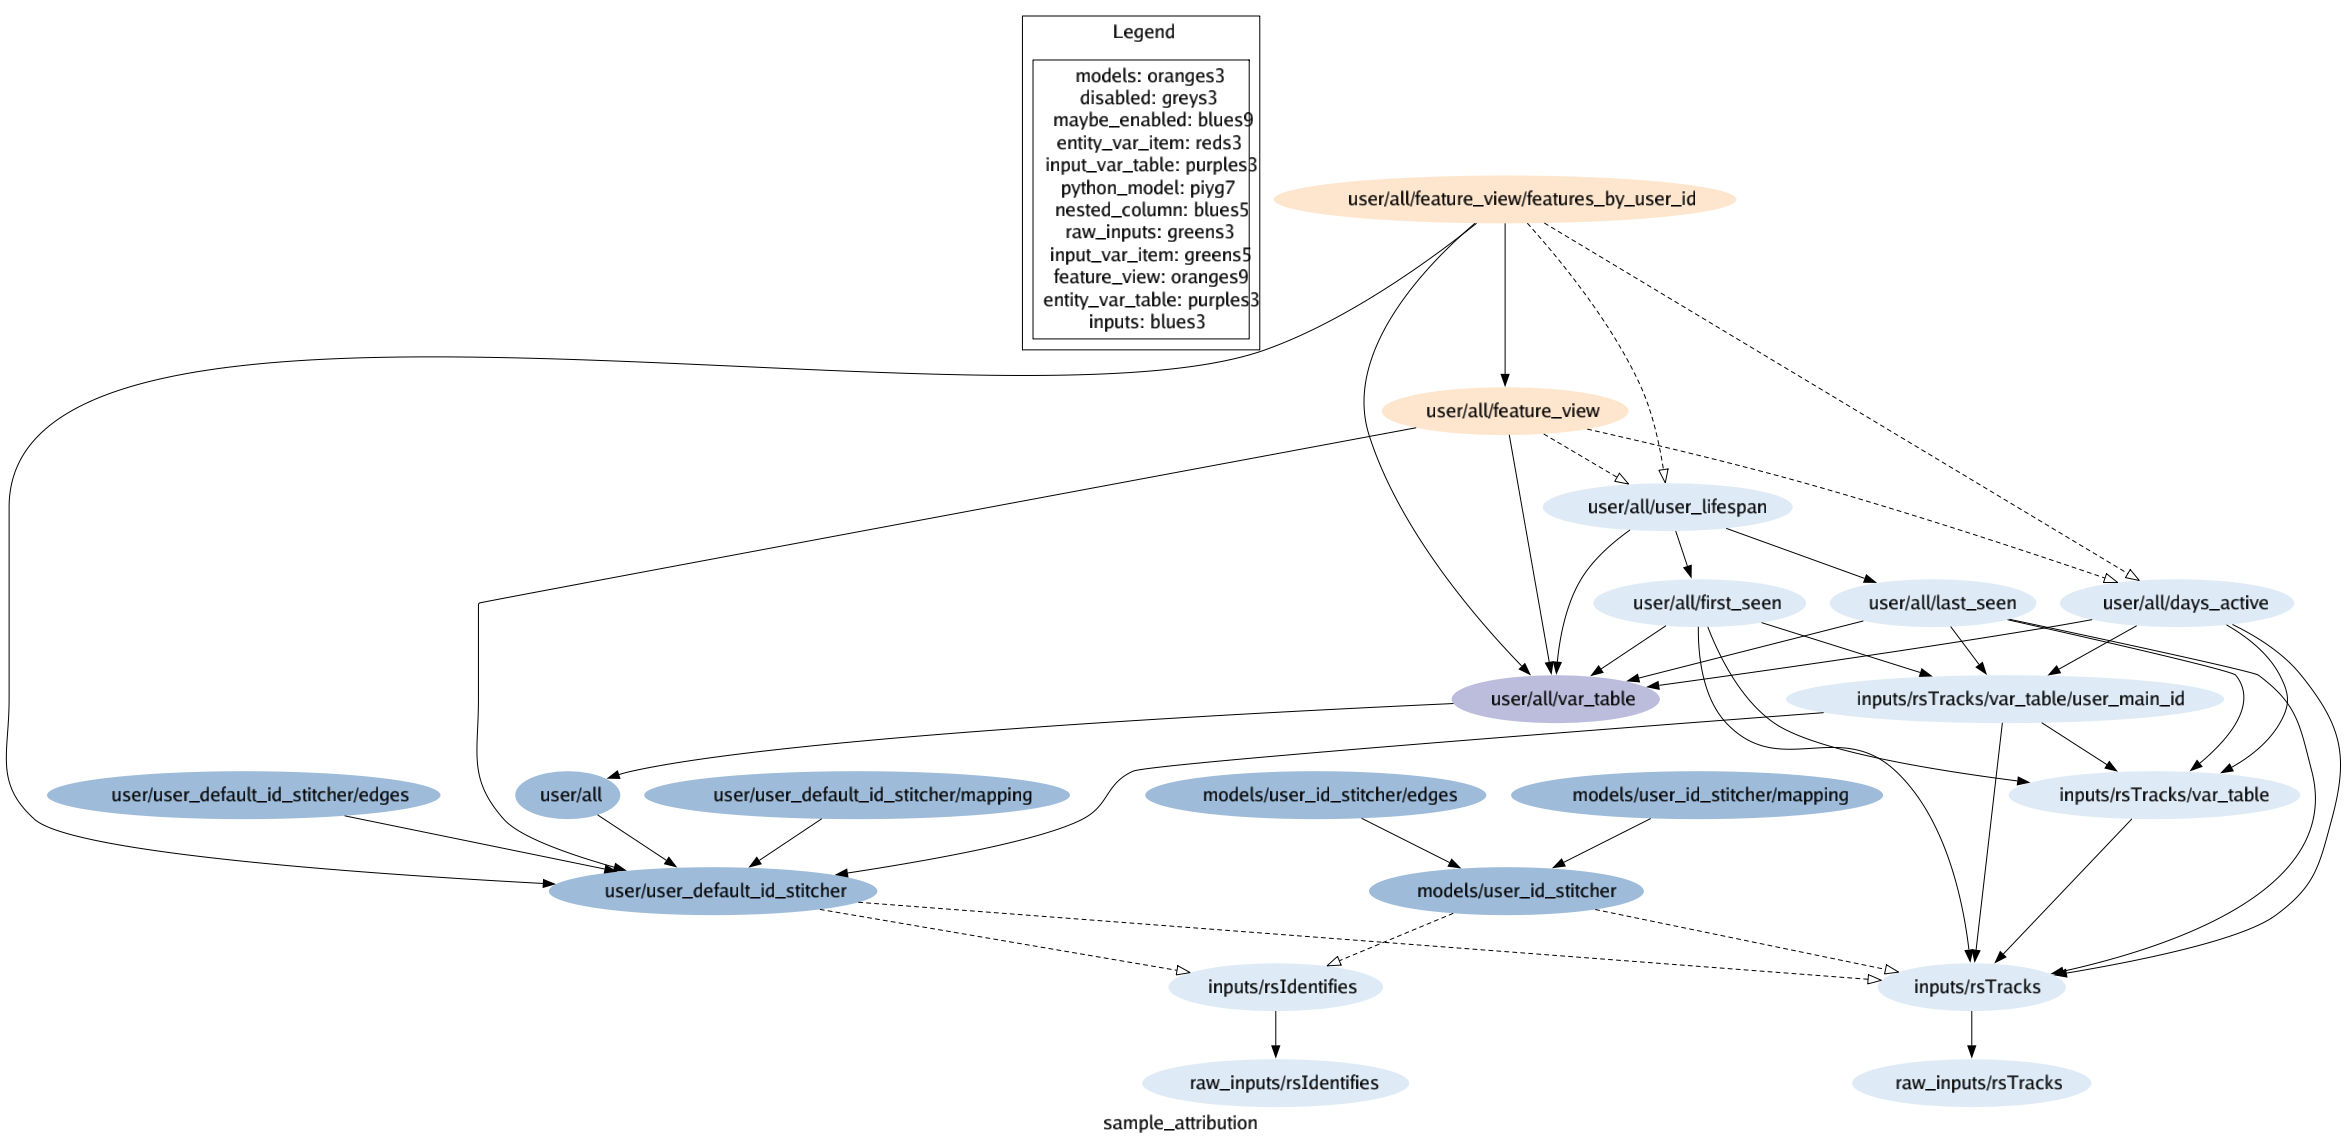 Legend
models: oranges3
disabled: greys3
maybe_enabled: blues9
entity_var_item: reds3
input_var_table: purples3
python_model: piyg7
nested_column: blues5
raw_inputs: greens3
input_var_item: greens5
feature_view: oranges9
entity_var_table: purples3
inputs: blues3
user/all/feature_view/features_by_user_id
user/all/feature_view
user/all/user_lifespan
user/all/first_seen
user/all/last_seen
user/all/days_active
user/all/var_table
inputs/rsTracks/var_table/user_main_id
user/user_default_id_stitcher/edges
user/all
user/user_default_id_stitcher/mapping
models/user_id_stitcher/edges
models/user_id_stitcher/mapping
inputs/rsTracks/var_table
user/user_default_id_stitcher
models/user_id_stitcher
inputs/rsIdentifies
inputs/rsTracks
raw_inputs/rsIdentifies
raw_inputs/rsTracks
sample_attribution